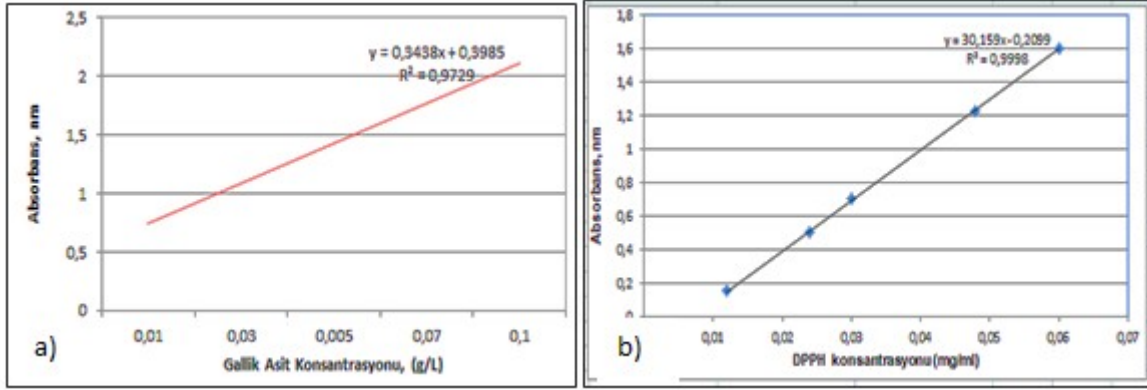 2,5
2
1,5
1
0,5
0
y = 0,3438x + 0,3985
R² = 0,9729
Absorbans, nm
0,01 0,03 0,005 0,07 0,1
Gallik Asit Konsantrasyonu, (g/L)
a)
1,8
1,6
1,4
1,2
1
0,8
0,6
0,4
0,2
0
y = 30,159x - 0,2099
R² = 0,9998
Absorbans, nm
0,01 0,02 0,03 0,04 0,05 0,06 0,07
DPPH konsantrasyonu (mg/ml)
b)